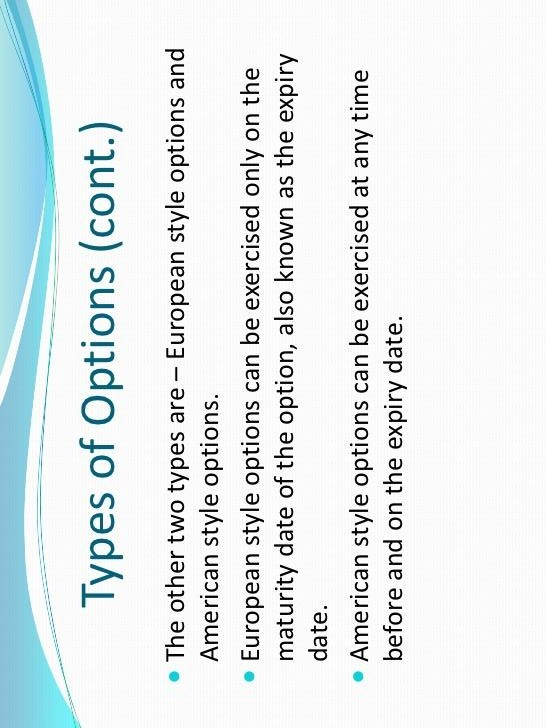 Types of Options (cont.)
• The other two types are – European style options and
American style options.
• European style options can be exercised only on the
maturity date of the option, also known as the expiry
date.
• American style options can be exercised at any time
before and on the expiry date.